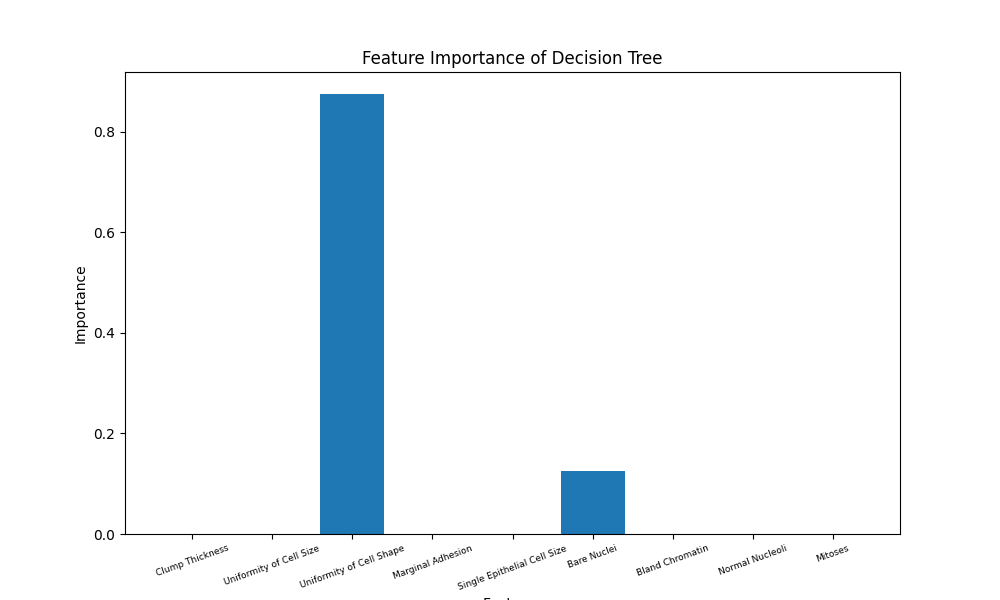 Feature Importance of Decision Tree
Importance
0.8
0.6
0.4
0.2
0.0
Clump Thickness
Uniformity of Cell Size
Uniformity of Cell Shape
Marginal Adhesion
Single Epithelial Cell Size
Bare Nuclei
Bland Chromatin
Normal Nucleoli
Mitoses